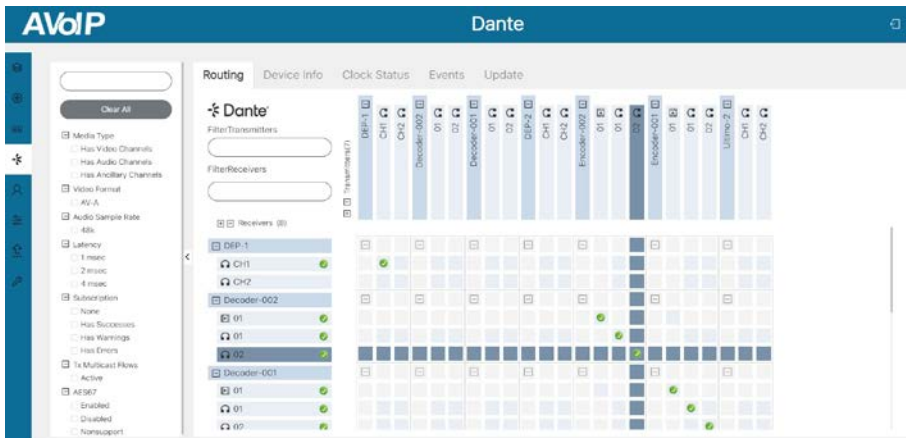 AVoIP
Dante
Clear All
Media Type
Has Video Channels
Has Audio Channels
Has Ancillary Channels
Video Format
AV-A
Audio Sample Rate
48k
Latency
1 msec
2 msec
4 msec
Subscription
None
Has Successes
Has Warnings
Has Errors
Tx Multicast Flows
Active
AES67
Enabled
Disabled
Nonsupport
Routing Device Info Clock Status Events Update
Dante
FilterTransmitters
FilterReceivers
Receivers (8)
Transmitters(7)
DEP-1
CH1
CH2
Decoder-002
01
02
Decoder-001
01
02
DEP-2
CH1
CH2
Encoder-002
01
01
02
Encoder-001
01
01
02
Ultimo-2
CH1
CH2
DEP-1
CH1
CH2
Decoder-002
01
01
02
Decoder-001
01
01
02